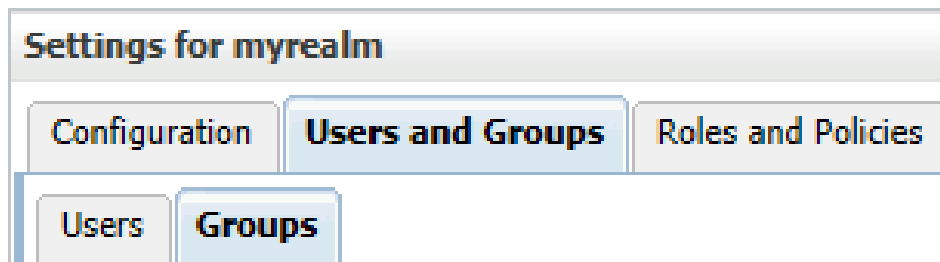 Settings for myrealm
Configuration Users and Groups Roles and Policies
Users Groups